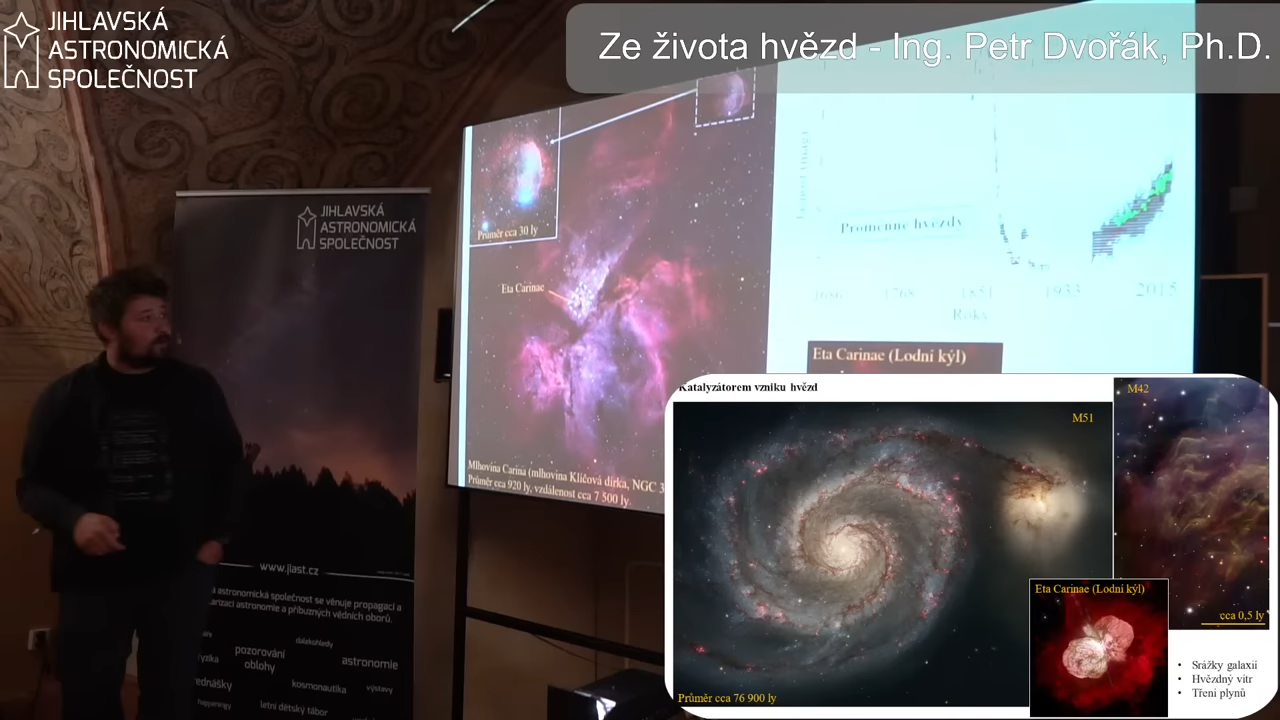 JIHLAVSKÁ
ASTRONOMICKÁ
SPOLEČNOST
Ze života hvězd - Ing. Petr Dvořák, Ph.D.
JIHLAVSKÁ
ASTRONOMICKÁ
SPOLEČNOST
www.jiast.cz
astronomická společnost se věnuje propagaci a
arizaci astronomie a příbuzných vědních oborů.
dalekohledy
pozorování
oblohy
astronomie
kosmonautika
výstavy
letní dětský tábor
happeningy
Průměr cca 30 ly
Eta Carinae
Mlhovina Carina (mlhovina Klíčová dírka, NGC 3
Průměr 920 ly, vzdálenost cca 7 500 ly.
Proměnné hvězdy
1686 1768 1851 1933 2015
Roky
Eta Carinae (Lodní kýl)
Katalyzátorem vzniku hvězd
M51
Průměr cca 76 900 ly
M42
cca 0,5 ly
Eta Carinae (Lodní kýl)
• Srážky galaxií
• Hvězdný vítr
• Tření plynů